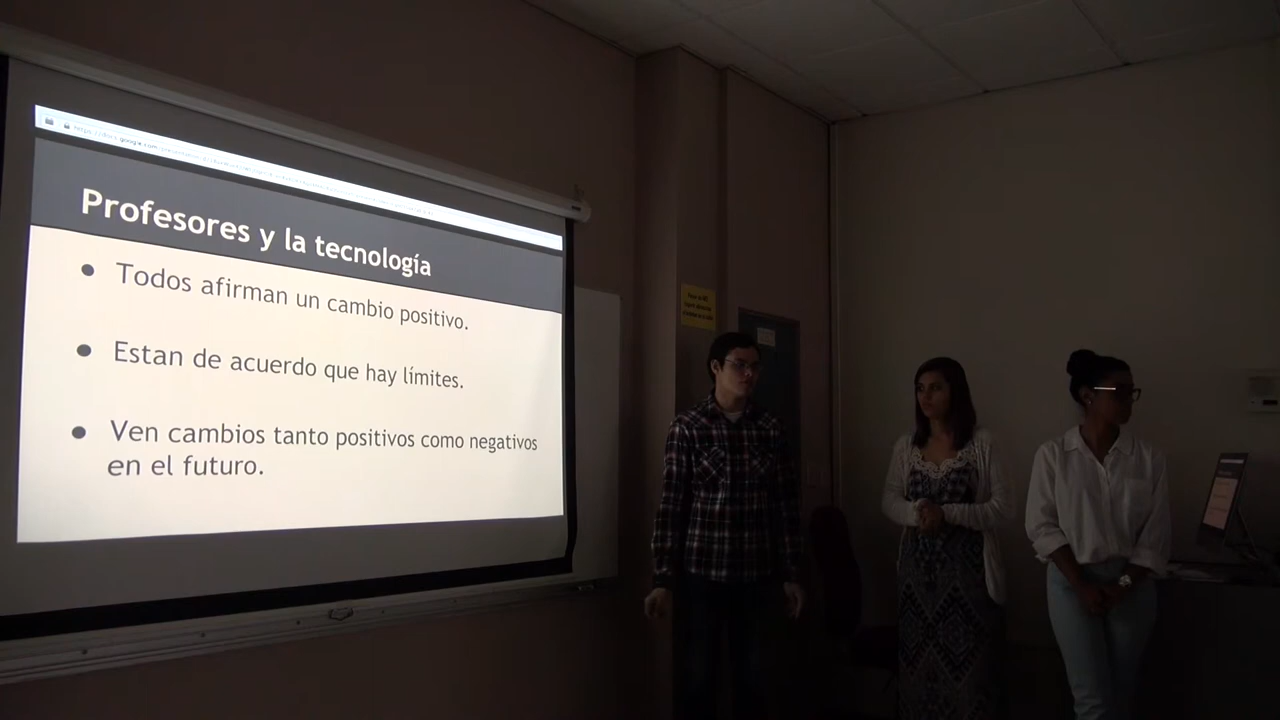 Profesores y la tecnología
● Todos afirman un cambio positivo.
● Estan de acuerdo que hay límites.
● Ven cambios tanto positivos como negativos
en el futuro.